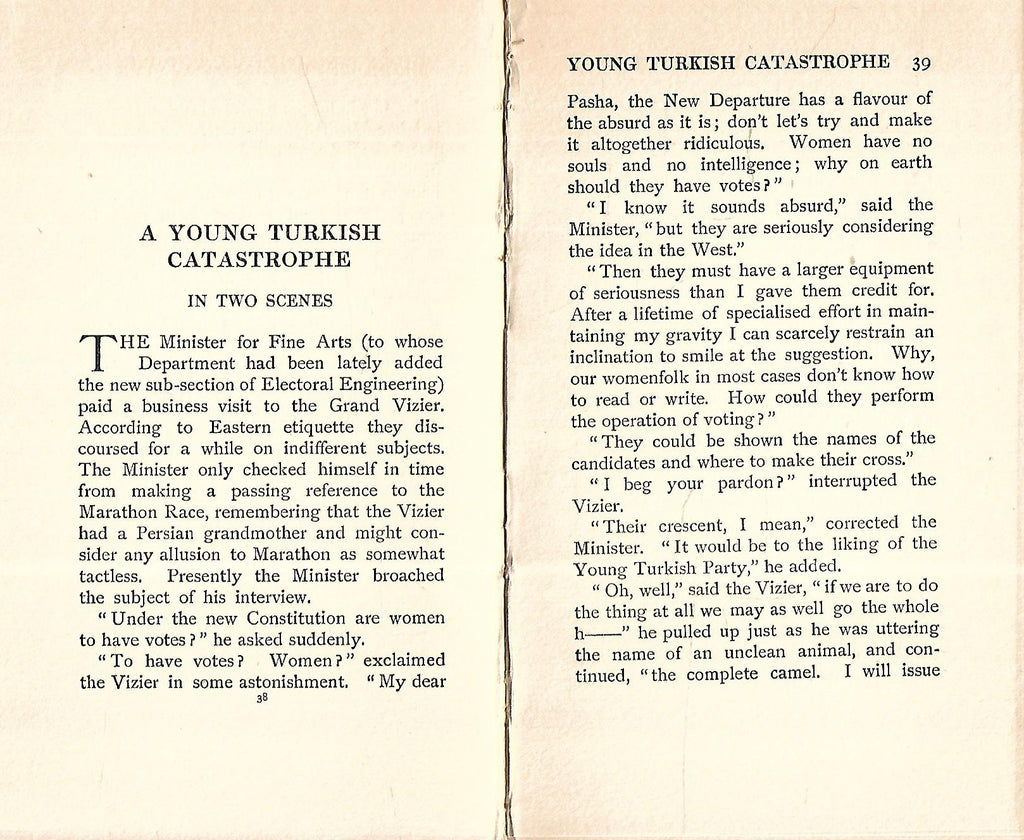 A YOUNG TURKISH
CATASTROPHE
IN TWO SCENES
THE Minister for Fine Arts (to whose
Department had been lately added
the new sub-section of Electoral Engineering)
paid a business visit to the Grand Vizier.
According to Eastern etiquette they dis-
coursed for a while on indifferent subjects.
The Minister only checked himself in time
from making a passing reference to the
Marathon Race, remembering that the Vizier
had a Persian grandmother and might con-
sider any allusion to Marathon as somewhat
tactless. Presently the Minister broached
the subject of his interview.
“Under the new Constitution are women
to have votes?” he asked suddenly.
“To have votes? Women?” exclaimed
the Vizier in some astonishment. “My dear
38
YOUNG TURKISH CATASTROPHE 39
Pasha, the New Departure has a flavour of
the absurd as it is; don't let's try and make
it altogether ridiculous. Women have no
souls and no intelligence; why on earth
should they have votes?”
“I know it sounds absurd,” said the
Minister, “but they are seriously considering
the idea in the West.”
“Then they must have a larger equipment
of seriousness than I gave them credit for.
After a lifetime of specialised effort in main-
taining my gravity I can scarcely restrain an
inclination to smile at the suggestion. Why,
our womenfolk in most cases don't know how
to read or write. How could they perform
the operation of voting?”
“They could be shown the names of the
candidates and where to make their cross.”
“I beg your pardon?” interrupted the
Vizier.
“Their crescent, I mean,” corrected the
Minister. “It would be to the liking of the
Young Turkish Party,” he added.
“Oh, well,” said the Vizier, “if we are to do
the thing at all we may as well go the whole
h——” he pulled up just as he was uttering
the name of an unclean animal, and con-
tinued, “the complete camel. I will issue